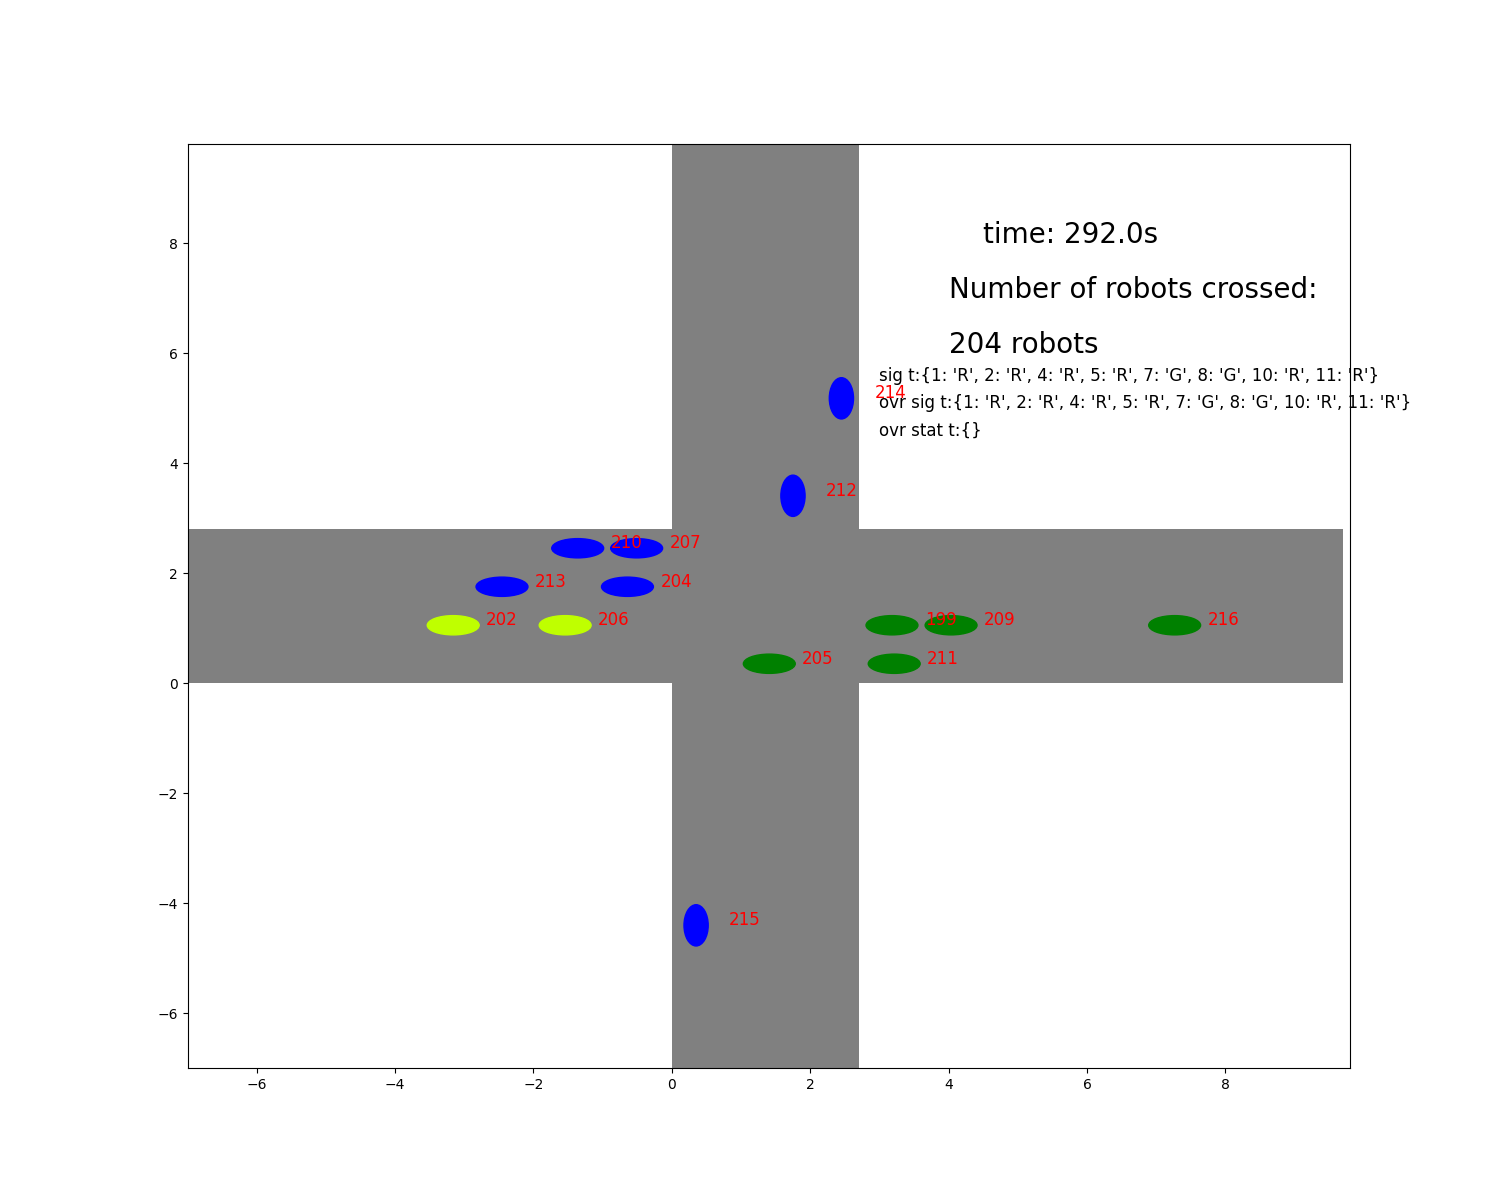 time: 292.0s
Number of robots crossed:
204 robots
sig t:{1: 'R', 2: 'R', 4: 'R', 5: 'R', 7: 'G', 8: 'G', 10: 'R', 11: 'R'}
214
ovr sig t:{1: 'R', 2: 'R', 4: 'R', 5: 'R', 7: 'G', 8: 'G', 10: 'R', 11: 'R'}
ovr stat t:{}
212
210 207
213 204
202 206 199 209 216
205 211
215
8
6
4
2
0
−2
−4
−6
−6 −4 −2 0 2 4 6 8